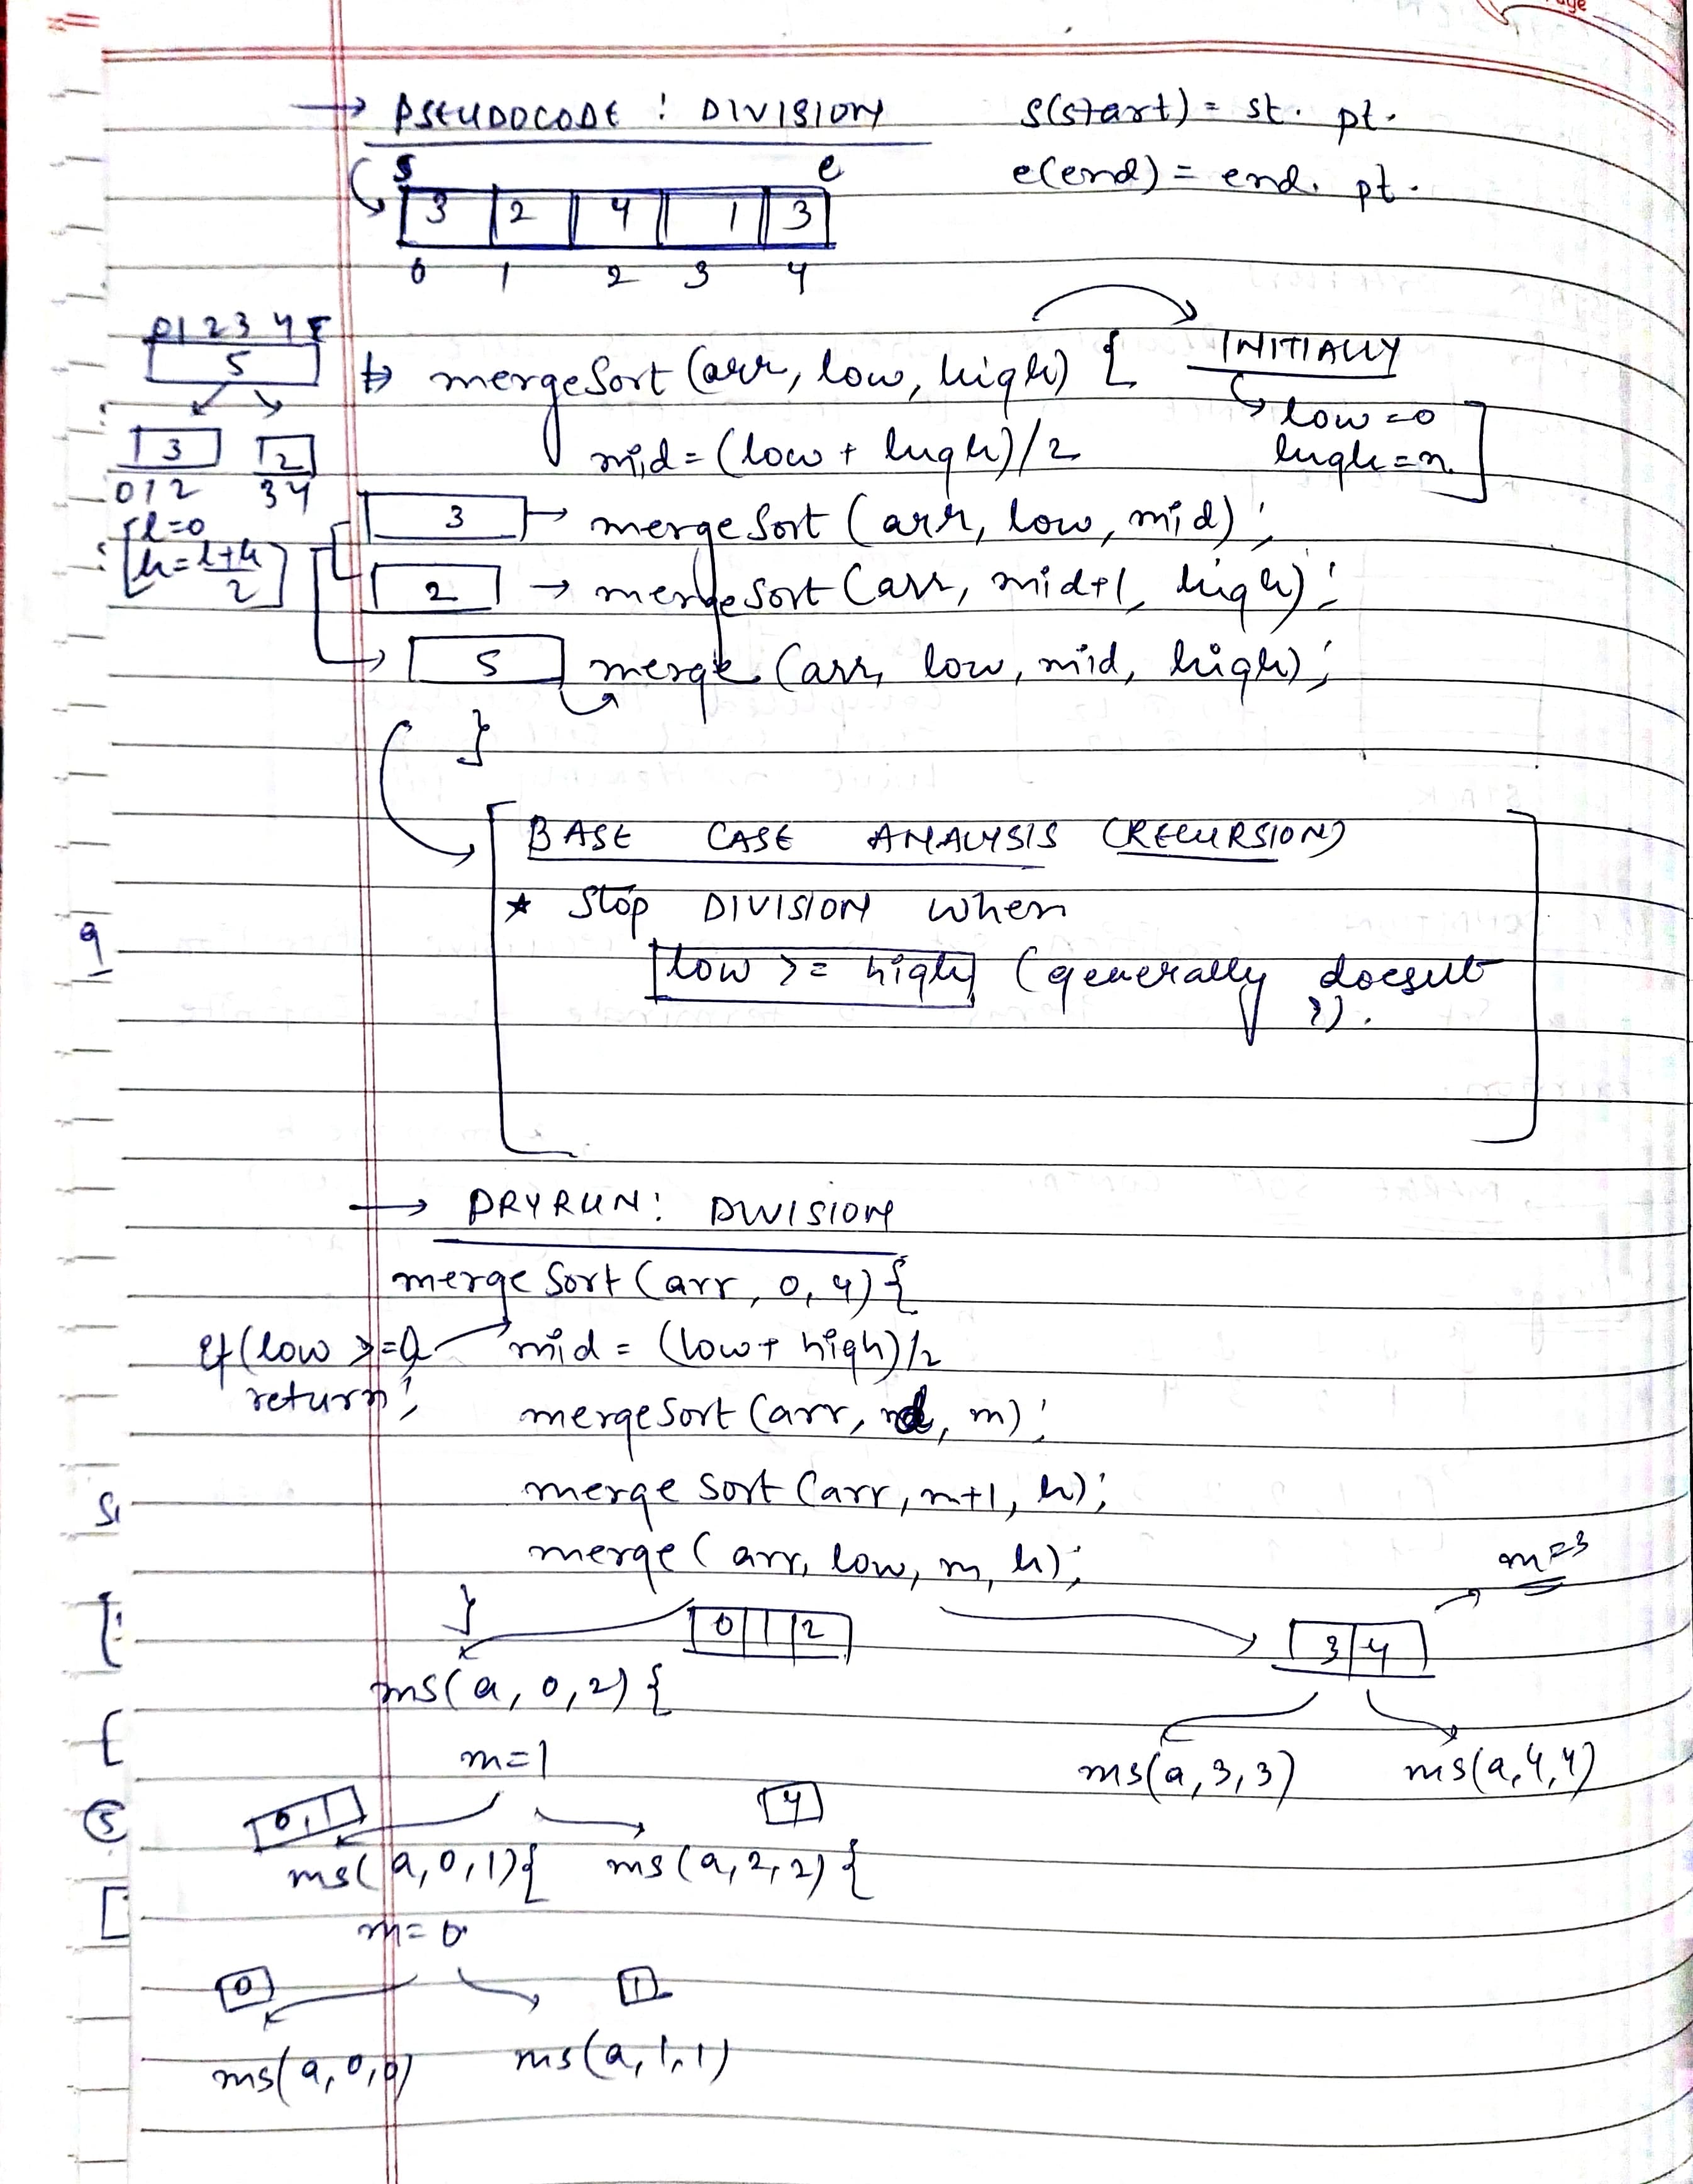 → PSEUDOCODE : DIVISION
s(start) = st. pt.
e(end) = end. pt.
s e
3 2 4 1 3
0 1 2 3 4
0 1 2 3 4
5
3 2
0 1 2 3 4
l=0
h= l+h
2
mergeSort (arr, low, high) {
INITIALLY
low = 0
high = n
mid = (low + high)/2
3 → mergeSort (arr, low, mid) ;
2 → mergeSort (arr, mid+1, high) ;
5 merge (arr, low, mid, high) ;
}
BASE CASE ANALYSIS (RECURSION)
★ Stop DIVISION when
low >= high (generally doesnt
→ DRYRUN : DIVISION
mergeSort (arr, 0, 4) {
if (low >=
return ;
mid = (low + high)/2
mergeSort (arr, , m) ;
merge Sort (arr, m+1, h) ;
merge (arr, low, m, h) ;
}
0 1 2
3 4
m=3
ms(a, 0, 2) {
m=1
ms(a, 3, 3) ms(a, 4, 4)
0, 1
4
ms(a, 0, 1) { ms(a, 2, 2) {
m = 0
0 1
ms(a, 0, 0) ms(a, 1, 1)
9
5